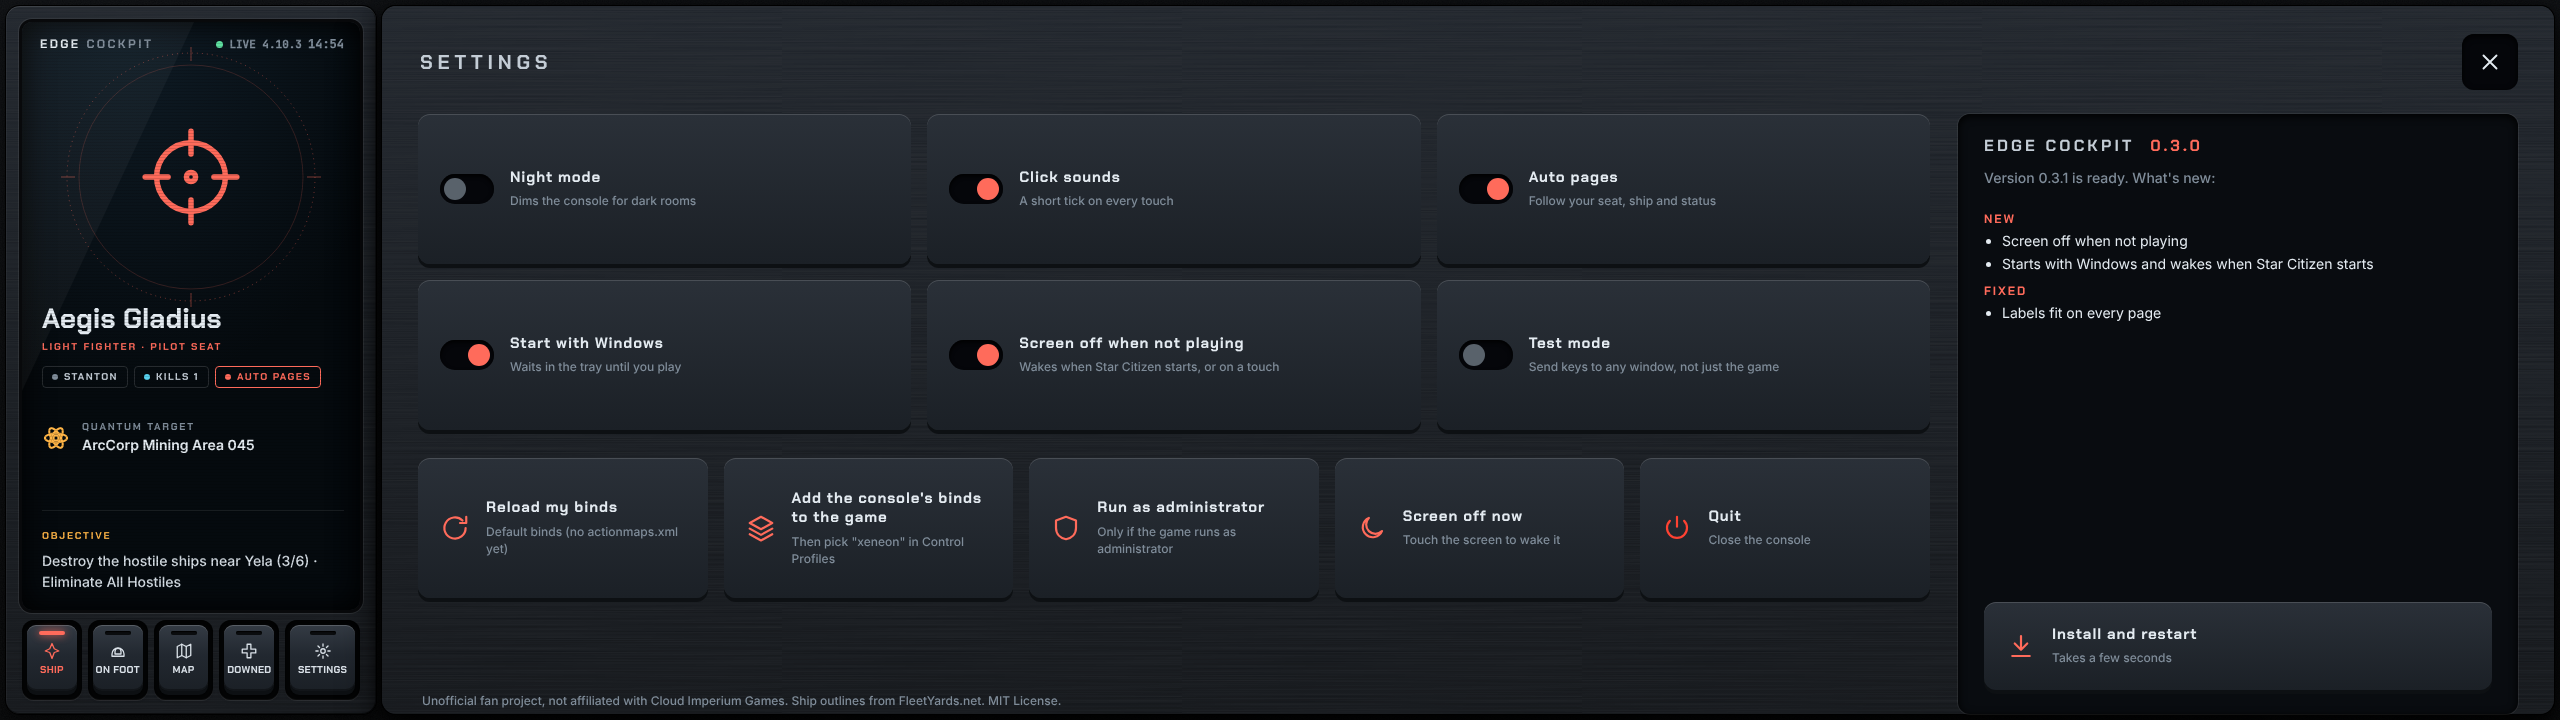 EDGE COCKPIT
LIVE 4.10.3 14:54
Aegis Gladius
LIGHT FIGHTER · PILOT SEAT
STANTON
KILLS 1
AUTO PAGES
QUANTUM TARGET
ArcCorp Mining Area 045
OBJECTIVE
Destroy the hostile ships near Yela (3/6) ·
Eliminate All Hostiles
SHIP
ON FOOT
MAP
DOWNED
SETTINGS
SETTINGS
Night mode
Dims the console for dark rooms
Click sounds
A short tick on every touch
Auto pages
Follow your seat, ship and status
Start with Windows
Waits in the tray until you play
Screen off when not playing
Wakes when Star Citizen starts, or on a touch
Test mode
Send keys to any window, not just the game
Reload my binds
Default binds (no actionmaps.xml
yet)
Add the console's binds
to the game
Then pick "xeneon" in Control
Profiles
Run as administrator
Only if the game runs as
administrator
Screen off now
Touch the screen to wake it
Quit
Close the console
Unofficial fan project, not affiliated with Cloud Imperium Games. Ship outlines from FleetYards.net. MIT License.
EDGE COCKPIT 0.3.0
Version 0.3.1 is ready. What's new:
NEW
• Screen off when not playing
• Starts with Windows and wakes when Star Citizen starts
FIXED
• Labels fit on every page
Install and restart
Takes a few seconds